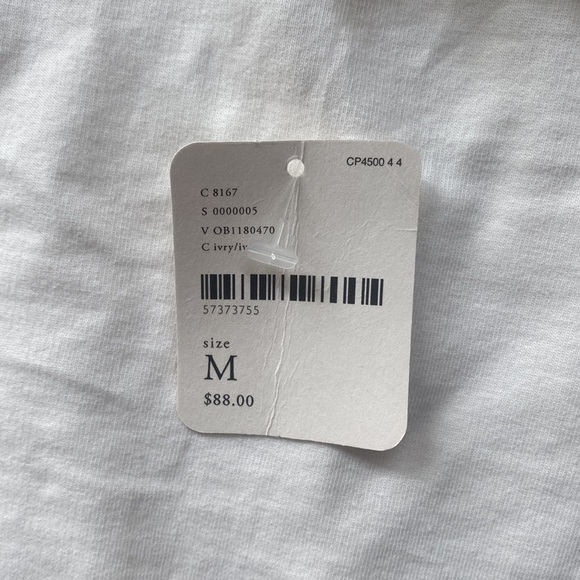 CP4500 4 4
C 8167
S 0000005
V OB1180470
C ivry/iv
57373755
size
M
$88.00